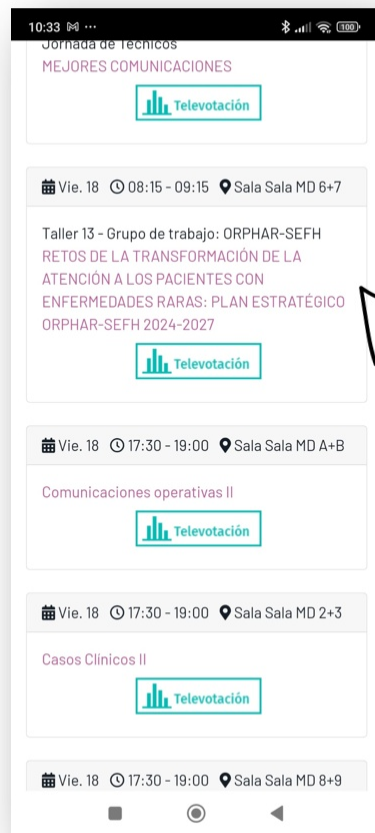 10:33
100
Jornada de Técnicos
MEJORES COMUNICACIONES
Televotación
Vie. 18 08:15 - 09:15 Sala Sala MD 6+7
Taller 13 - Grupo de trabajo: ORPHAR-SEFH
RETOS DE LA TRANSFORMACIÓN DE LA
ATENCIÓN A LOS PACIENTES CON
ENFERMEDADES RARAS: PLAN ESTRATÉGICO
ORPHAR-SEFH 2024-2027
Televotación
Vie. 18 17:30 - 19:00 Sala Sala MD A+B
Comunicaciones operativas II
Televotación
Vie. 18 17:30 - 19:00 Sala Sala MD 2+3
Casos Clínicos II
Televotación
Vie. 18 17:30 - 19:00 Sala Sala MD 8+9